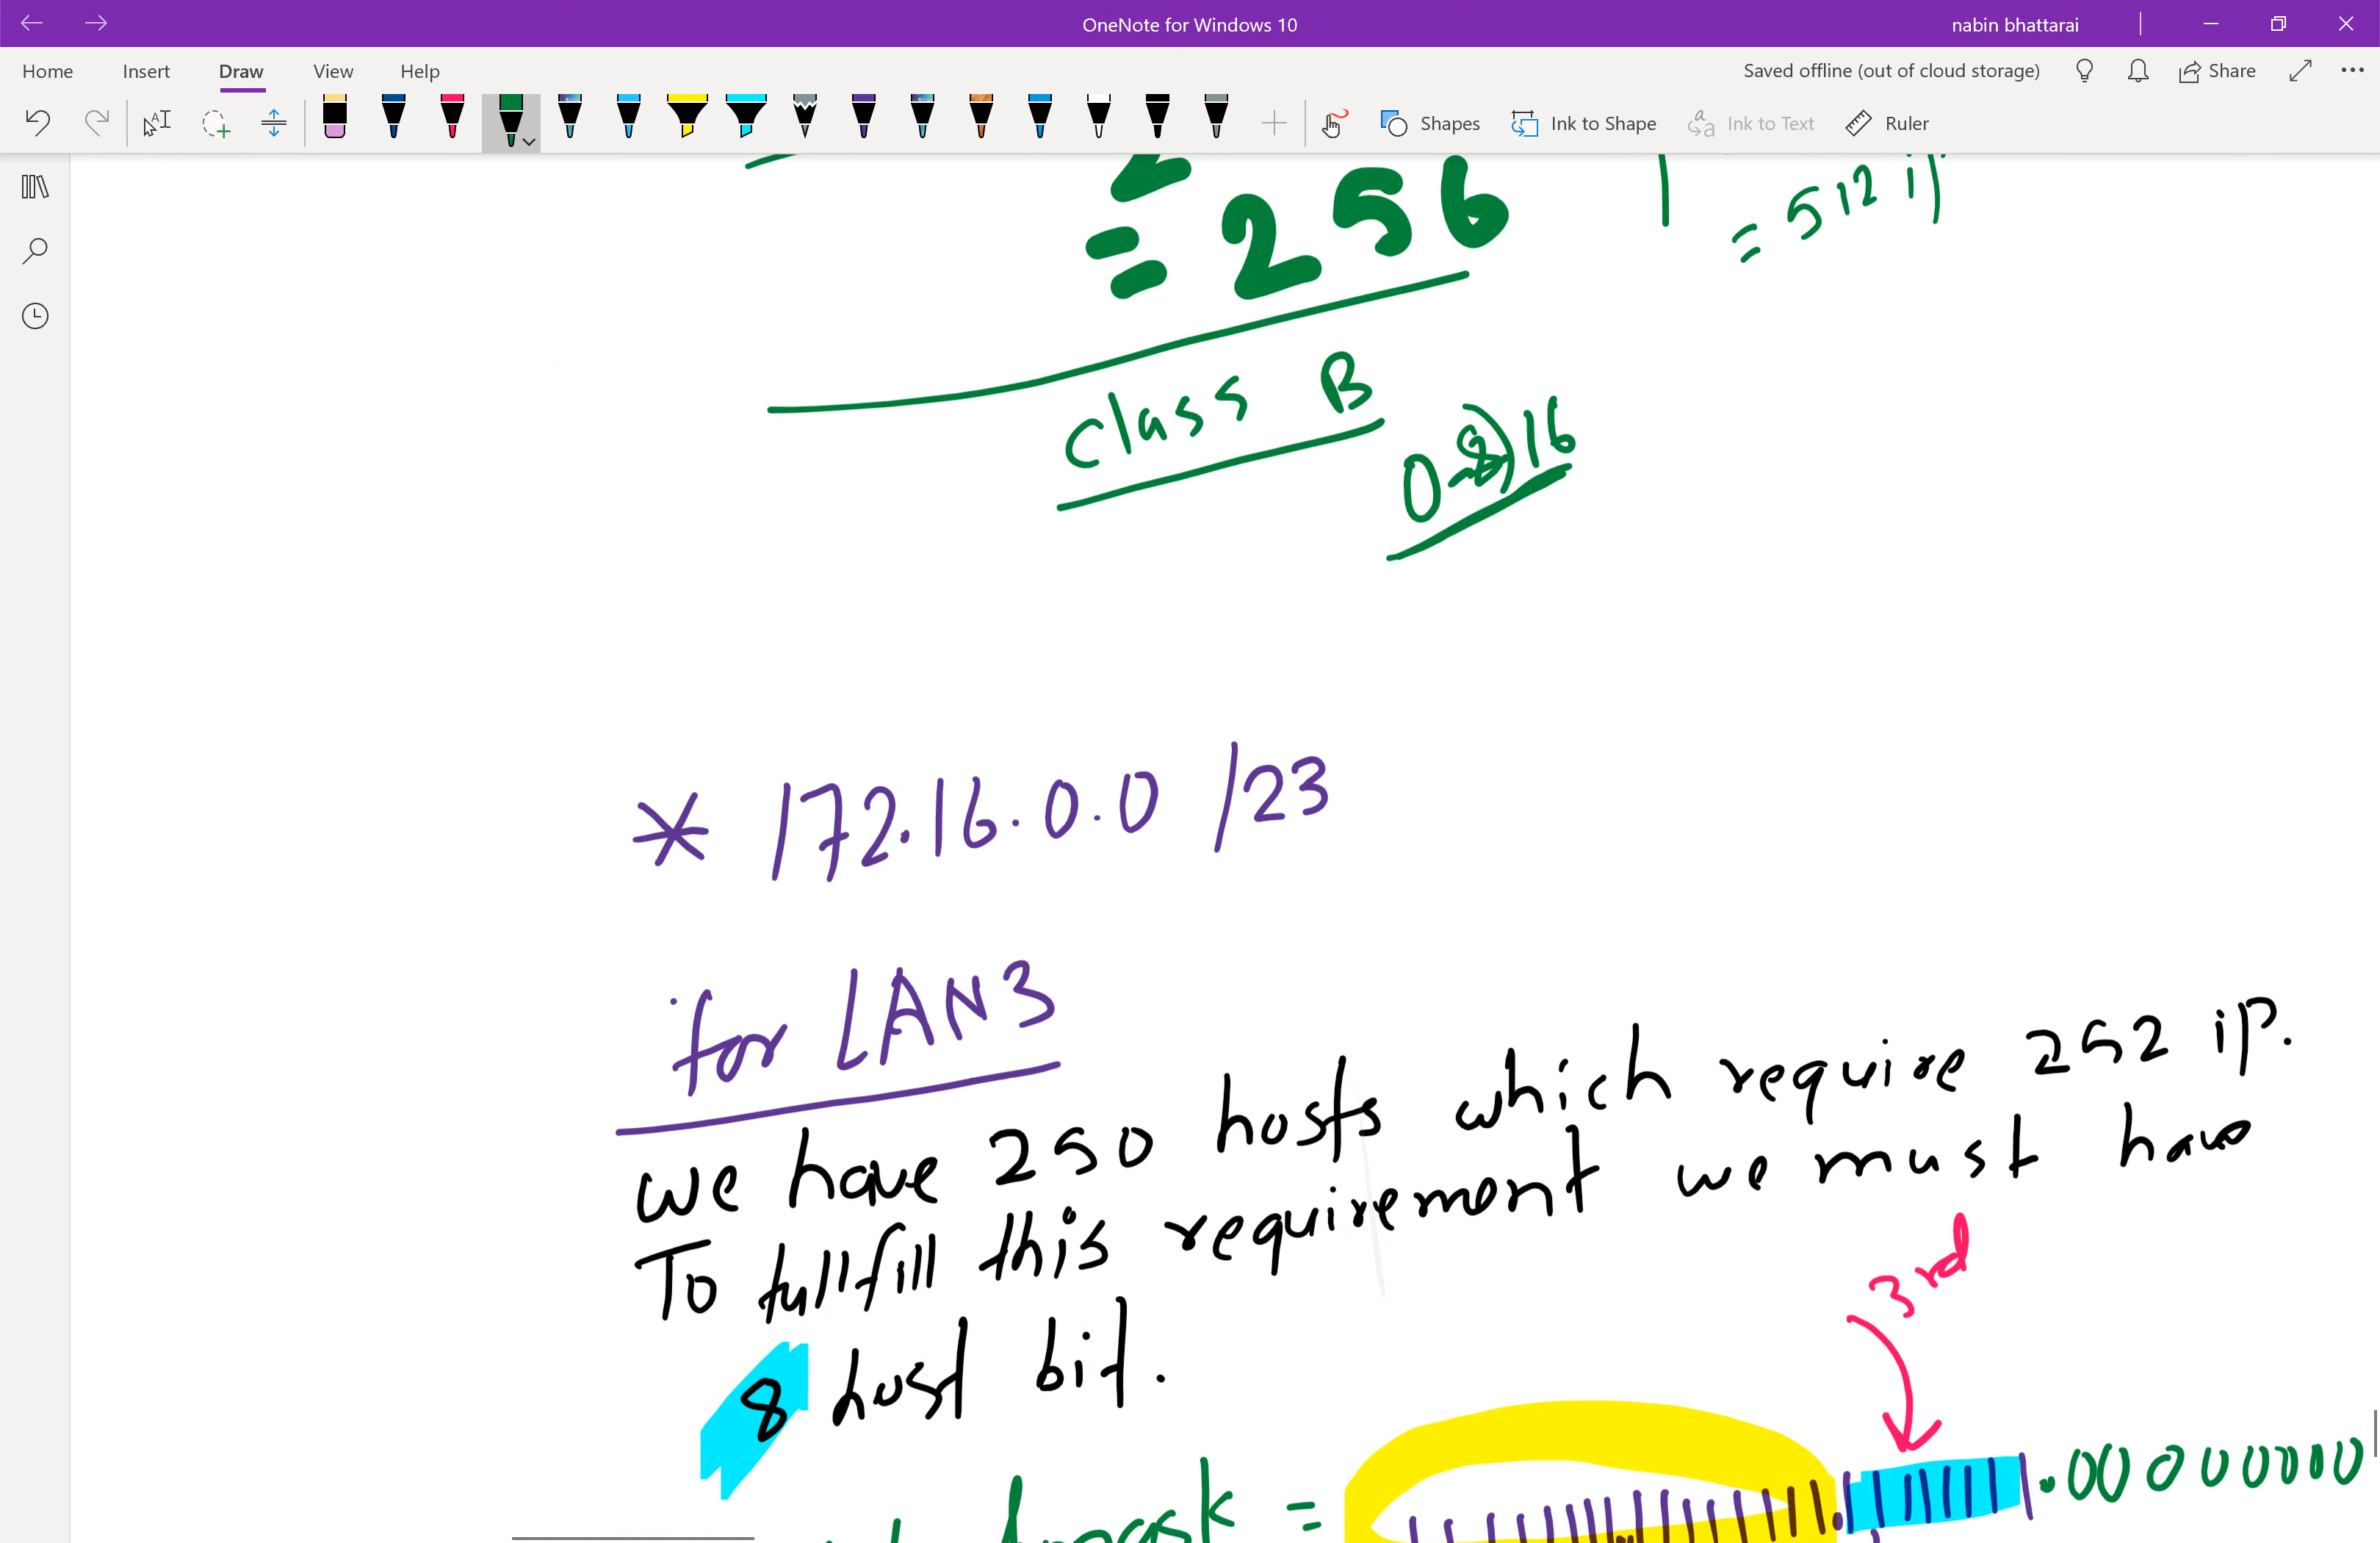 OneNote for Windows 10
nabin bhattarai
Home Insert Draw View Help
Saved offline (out of cloud storage)
Share
Shapes Ink to Shape Ink to Text Ruler
= 256
= 512 ip
Class B
16
* 172.16.0.0 /23
for LAN3
we have 250 hosts which require 252 iP.
To fullfill this requirement we must have
8 host bit.
3rd
mask =
.00000000